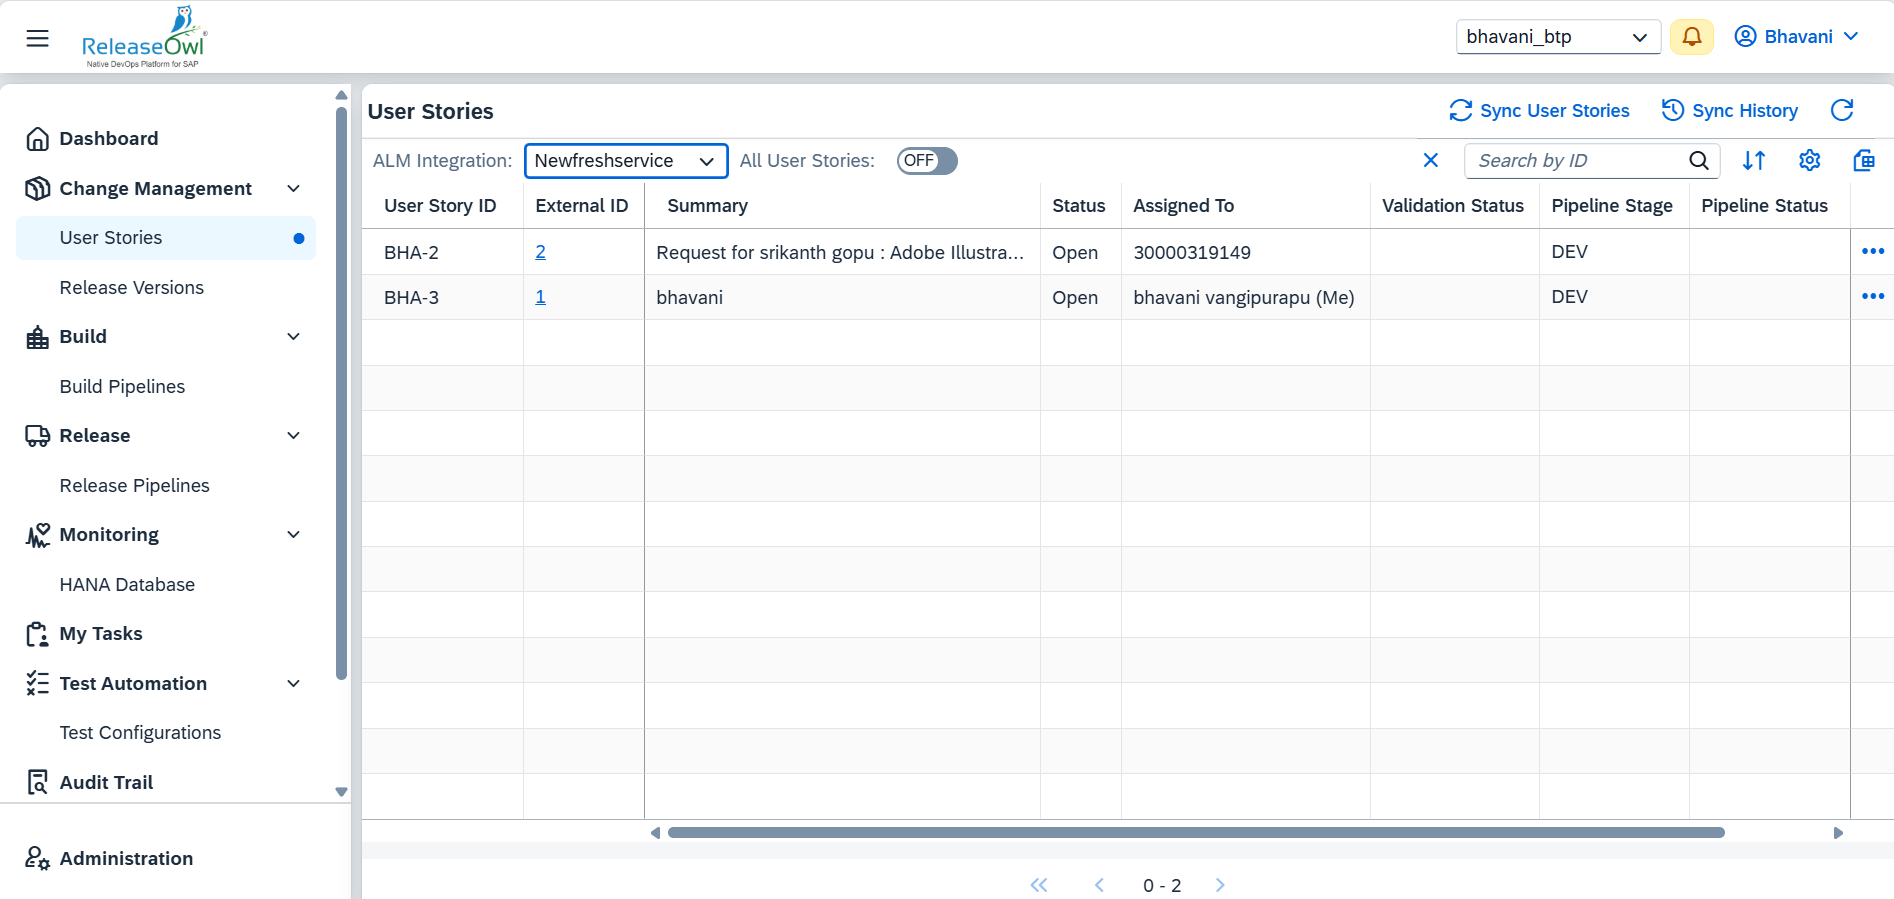 ReleaseOwl
Native DevOps Platform for SAP
bhavani_btp
Bhavani
Dashboard
Change Management
User Stories
Release Versions
Build
Build Pipelines
Release
Release Pipelines
Monitoring
HANA Database
My Tasks
Test Automation
Test Configurations
Audit Trail
Administration
User Stories
Sync User Stories
Sync History
ALM Integration: Newfreshservice All User Stories: OFF
Search by ID
User Story ID External ID Summary Status Assigned To Validation Status Pipeline Stage Pipeline Status
BHA-2 2 Request for srikanth gopu : Adobe Illustra... Open 30000319149 DEV
BHA-3 1 bhavani Open bhavani vangipurapu (Me) DEV
0 - 2